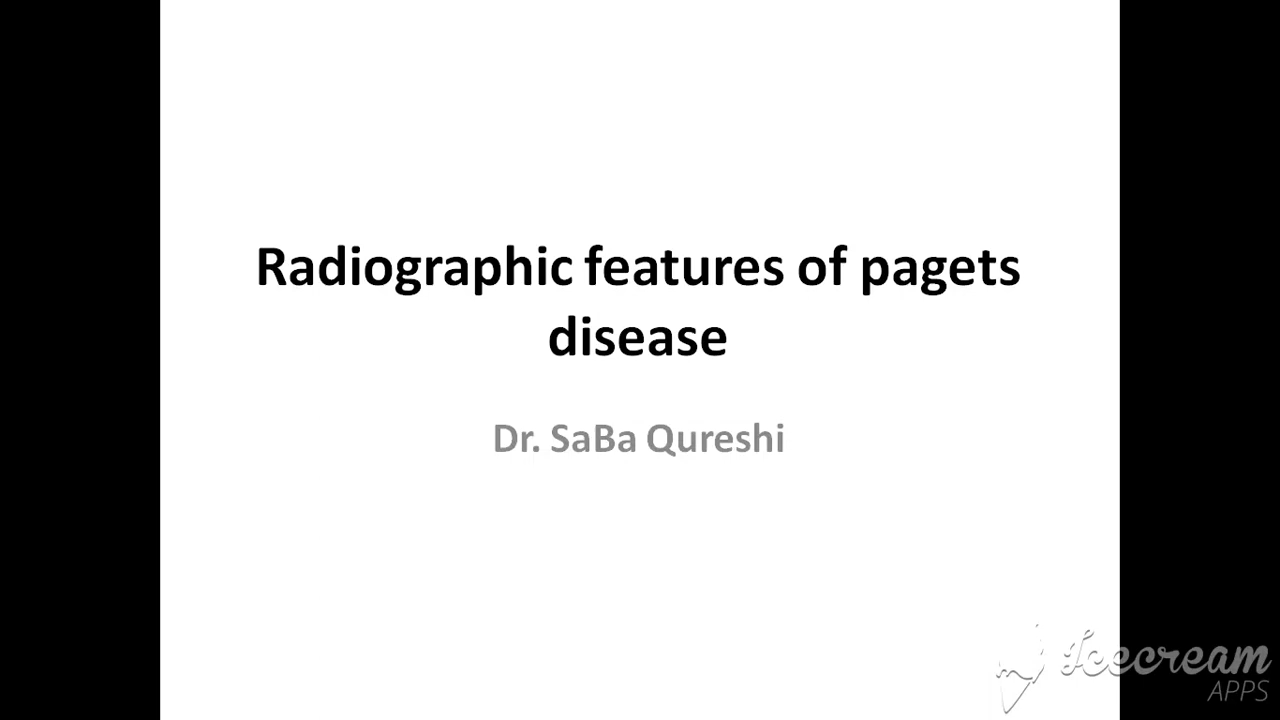 Radiographic features of pagets
disease
Dr. SaBa Qureshi
Icecream
APPS